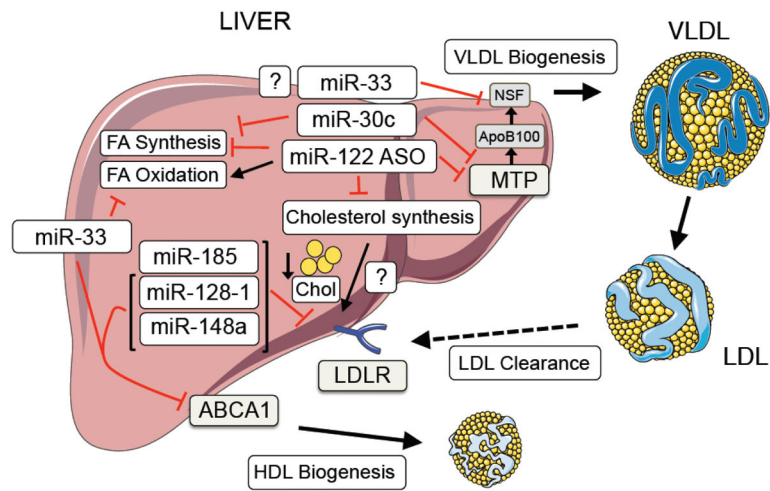 LIVER
VLDL
VLDL Biogenesis
?
miR-33
NSF
miR-30c
FA Synthesis
ApoB100
miR-122 ASO
FA Oxidation
MTP
Cholesterol synthesis
miR-33
miR-185
?
miR-128-1
Chol
miR-148a
LDL
LDLR
LDL Clearance
ABCA1
HDL Biogenesis